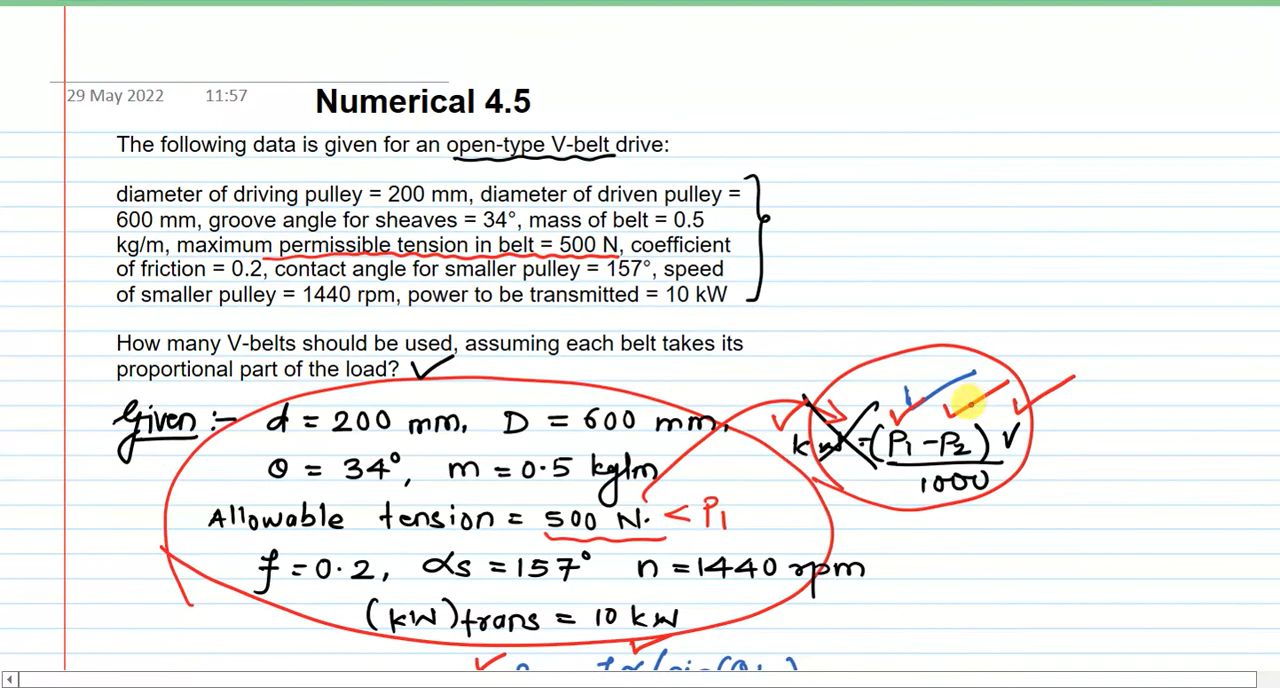 29 May 2022 11:57
Numerical 4.5
The following data is given for an open-type V-belt drive:
diameter of driving pulley = 200 mm, diameter of driven pulley =
600 mm, groove angle for sheaves = 34°, mass of belt = 0.5
kg/m, maximum permissible tension in belt = 500 N, coefficient
of friction = 0.2, contact angle for smaller pulley = 157°, speed
of smaller pulley = 1440 rpm, power to be transmitted = 10 kW
How many V-belts should be used, assuming each belt takes its
proportional part of the load?
Given :- d = 200 mm, D = 600 mm,
θ = 34°, m = 0.5 kg/m
Allowable tension = 500 N. < P1
f = 0.2, αs = 157° n = 1440 rpm
(kW)trans = 10 kW
kW = (P1 - P2) V
1000